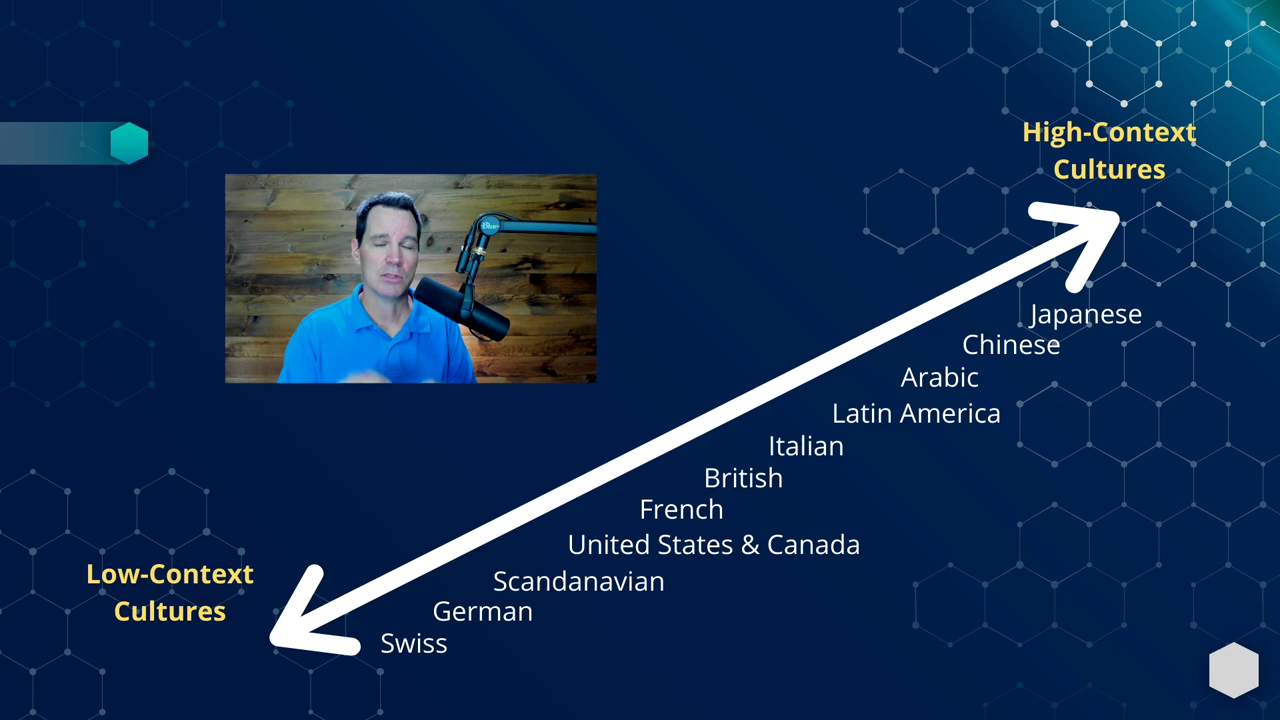 High-Context
Cultures
Japanese
Chinese
Arabic
Latin America
Italian
British
French
United States & Canada
Low-Context
Cultures
Scandanavian
German
Swiss
Blue